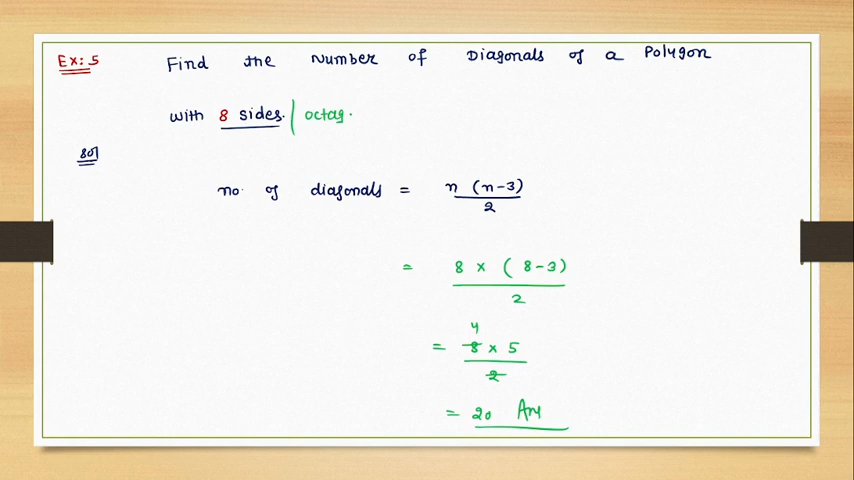 Ex: 5 Find the Number of Diagonals of a Polygon
with 8 sides. | octag.
Sol
no. of diagonals = n (n-3) / 2
= 8 × ( 8-3) / 2
4
= 8 × 5 / 2
= 20 Ans